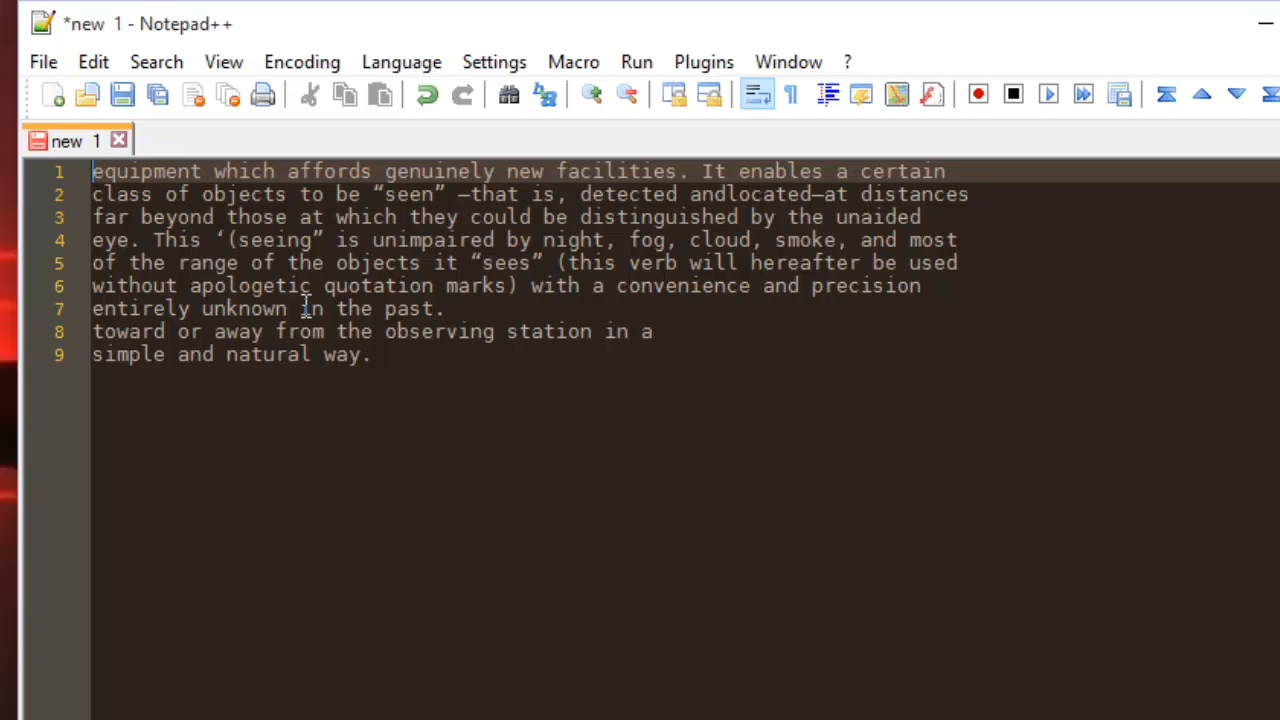 *new 1 - Notepad++
File Edit Search View Encoding Language Settings Macro Run Plugins Window ?
new 1
1 equipment which affords genuinely new facilities. It enables a certain
2 class of objects to be “seen” —that is, detected andlocated—at distances
3 far beyond those at which they could be distinguished by the unaided
4 eye. This ‘(seeing” is unimpaired by night, fog, cloud, smoke, and most
5 of the range of the objects it “sees” (this verb will hereafter be used
6 without apologetic quotation marks) with a convenience and precision
7 entirely unknown in the past.
8 toward or away from the observing station in a
9 simple and natural way.